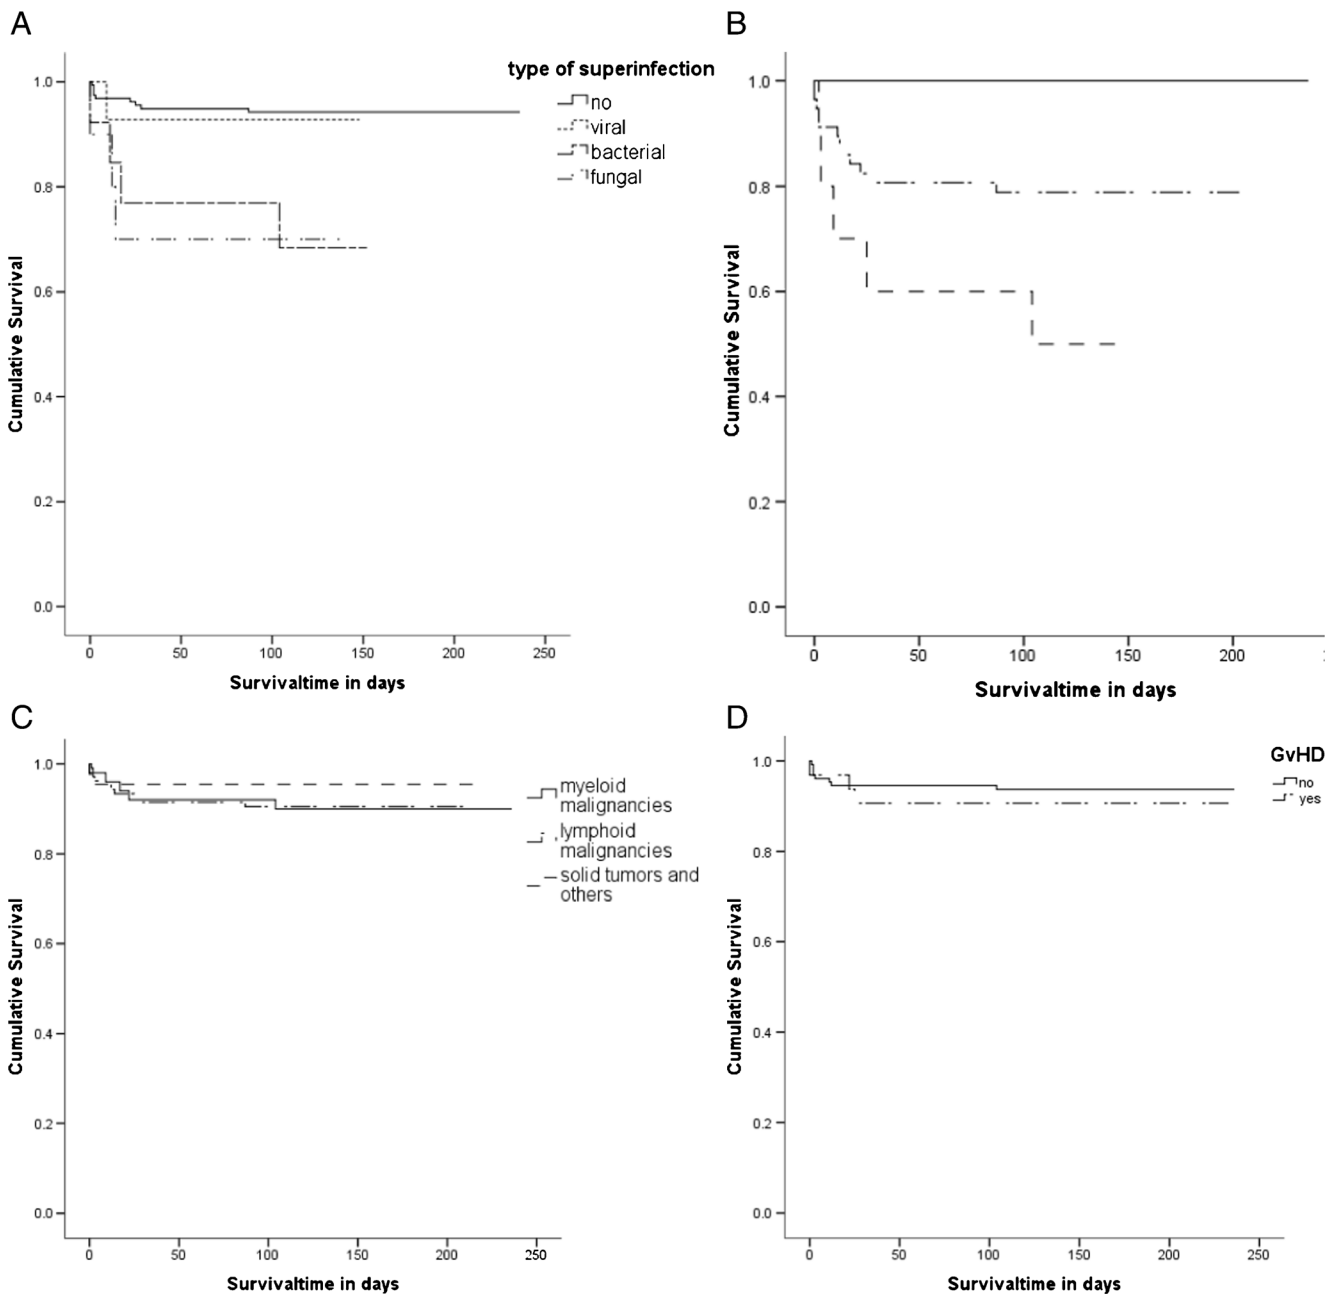 A
type of superinfection
no
viral
bacterial
fungal
1.0
0.8
0.6
0.4
0.2
0.0
Cumulative Survival
0 50 100 150 200 250
Survivaltime in days
B
1.0
0.8
0.6
0.4
0.2
0.0
Cumulative Survival
0 50 100 150 200
Survivaltime in days
C
1.0
0.8
0.6
0.4
0.2
0.0
Cumulative Survival
myeloid
malignancies
lymphoid
malignancies
solid tumors and
others
0 50 100 150 200 250
Survivaltime in days
D
GvHD
no
yes
1.0
0.8
0.6
0.4
0.2
0.0
Cumulative Survival
0 50 100 150 200 250
Survivaltime in days